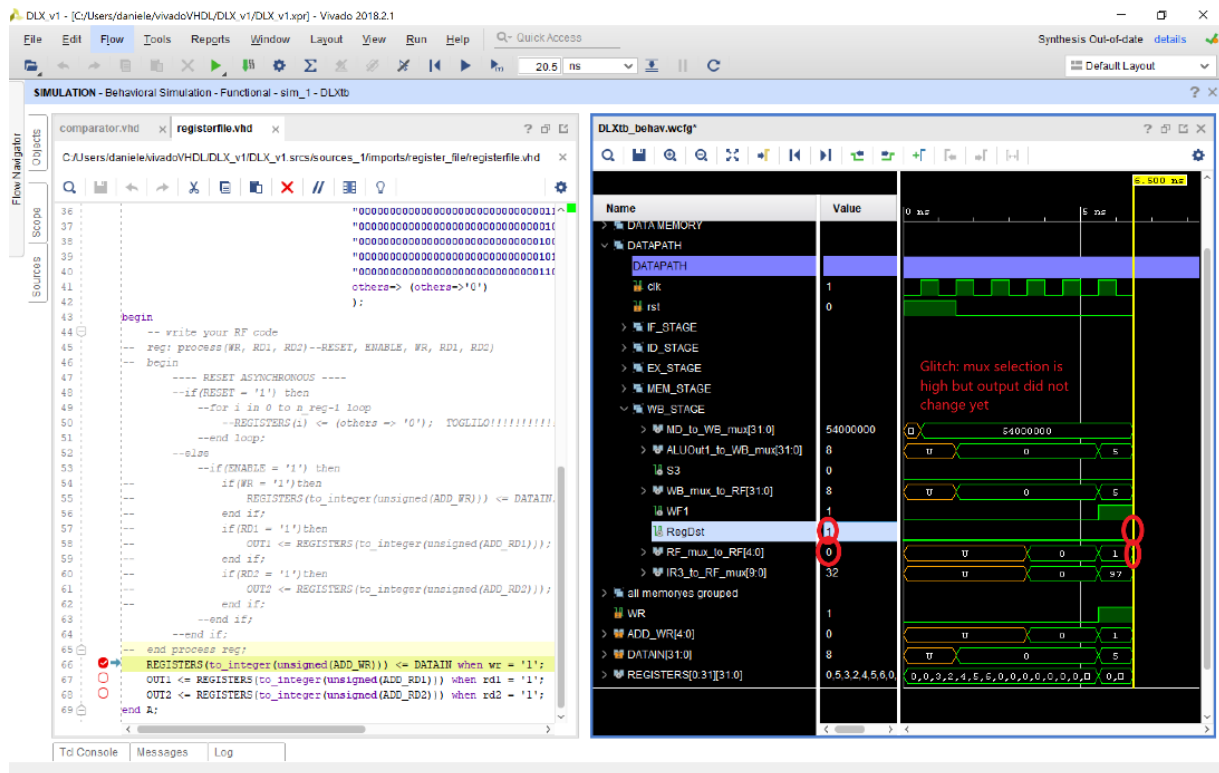 DLX_v1 - [C:/Users/daniele/vivadoVHDL/DLX_v1/DLX_v1.xpr] - Vivado 2018.2.1
File Edit Flow Tools Reports Window Layout View Run Help Quick Access
Synthesis Out-of-date details
20.5 ns
Default Layout
SIMULATION - Behavioral Simulation - Functional - sim_1 - DLXtb
Flow Navigator
Objects
Scope
Sources
comparator.vhd registerfile.vhd
C:/Users/daniele/vivadoVHDL/DLX_v1/DLX_v1.srcs/sources_1/imports/register_file/registerfile.vhd
36 "00000000000000000000000000000011
37 "00000000000000000000000000000010
38 "00000000000000000000000000000100
39 "00000000000000000000000000000101
40 "00000000000000000000000000000110
41 others=> (others=>'0')
42 );
43 begin
44 -- write your RF code
45 -- reg: process(WR, RD1, RD2)--RESET, ENABLE, WR, RD1, RD2)
46 -- begin
47 ---- RESET ASYNCHRONOUS ----
48 --if(RESET = '1') then
49 --for i in 0 to n_reg-1 loop
50 --REGISTERS(i) <= (others => '0'); TOGLILO!!!!!!!!!!.
51 --end loop;
52 --else
53 --if(ENABLE = '1') then
54 -- if(WR = '1')then
55 -- REGISTERS(to_integer(unsigned(ADD_WR))) <= DATAIN.
56 -- end if;
57 -- if(RD1 = '1')then
58 -- OUT1 <= REGISTERS(to_integer(unsigned(ADD_RD1)));
59 -- end if;
60 -- if(RD2 = '1')then
61 -- OUT2 <= REGISTERS(to_integer(unsigned(ADD_RD2)));
62 -- end if;
63 --end if;
64 --end if;
65 -- end process reg;
66 REGISTERS(to_integer(unsigned(ADD_WR))) <= DATAIN when wr = '1';
67 OUT1 <= REGISTERS(to_integer(unsigned(ADD_RD1))) when rd1 = '1';
68 OUT2 <= REGISTERS(to_integer(unsigned(ADD_RD2))) when rd2 = '1';
69 end A;
Tcl Console Messages Log
DLXtb_behav.wcfg*
6.500 ns
Name Value 0 ns 5 ns
DATA MEMORY
DATAPATH
DATAPATH
clk 1
rst 0
IF_STAGE
ID_STAGE
EX_STAGE
MEM_STAGE
WB_STAGE
Glitch: mux selection is
high but output did not
change yet
MD_to_WB_mux[31:0] 54000000 54000000
ALUOut1_to_WB_mux[31:0] 8 U 0 5
S3 0
WB_mux_to_RF[31:0] 8 U 0 5
WF1 1
RegDst 1
RF_mux_to_RF[4:0] 0 U 0 1
IR3_to_RF_mux[9:0] 32 U 0 97
all memoryes grouped
WR 1
ADD_WR[4:0] 0 U 0 1
DATAIN[31:0] 8 U 0 5
REGISTERS[0:31][31:0] 0,5,3,2,4,5,6,0, 0,0,3,2,4,5,6,0,0,0,0,0,0,0, 0,